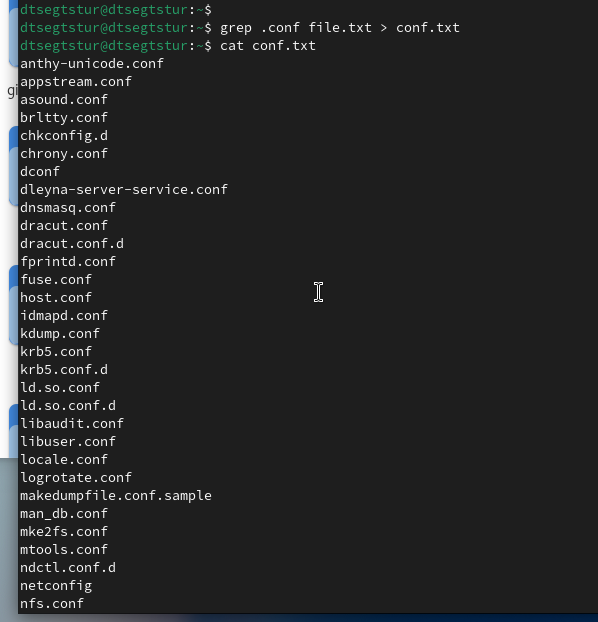 dtsegtstur@dtsegtstur:~$
dtsegtstur@dtsegtstur:~$ grep .conf file.txt > conf.txt
dtsegtstur@dtsegtstur:~$ cat conf.txt
anthy-unicode.conf
appstream.conf
asound.conf
brltty.conf
chkconfig.d
chrony.conf
dconf
dleyna-server-service.conf
dnsmasq.conf
dracut.conf
dracut.conf.d
fprintd.conf
fuse.conf
host.conf
idmapd.conf
kdump.conf
krb5.conf
krb5.conf.d
ld.so.conf
ld.so.conf.d
libaudit.conf
libuser.conf
locale.conf
logrotate.conf
makedumpfile.conf.sample
man_db.conf
mke2fs.conf
mtools.conf
ndctl.conf.d
netconfig
nfs.conf